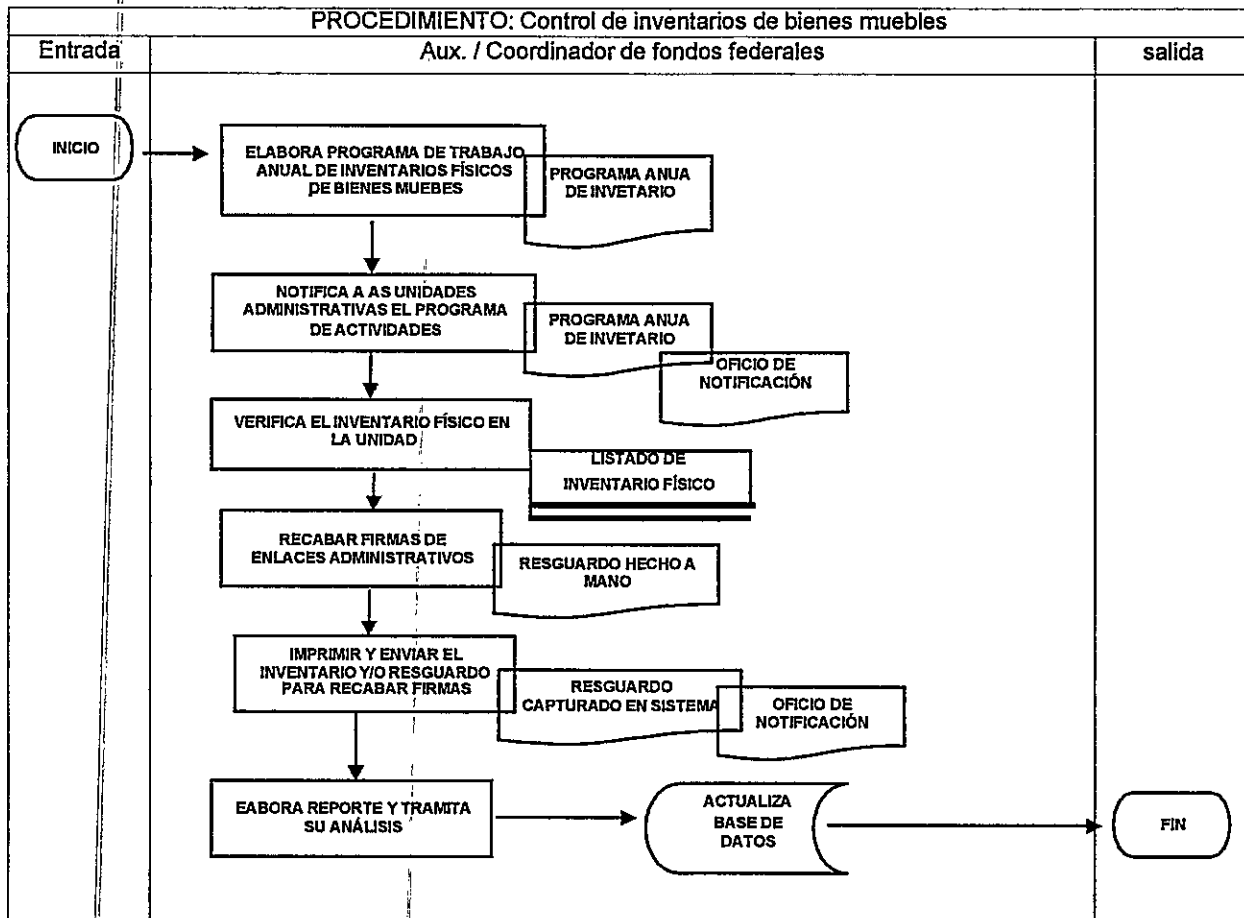 PROCEDIMIENTO: Control de inventarios de bienes muebles
Entrada
Aux. / Coordinador de fondos federales
salida
INICIO
ELABORA PROGRAMA DE TRABAJO
ANUAL DE INVENTARIOS FÍSICOS
DE BIENES MUEBES
PROGRAMA ANUA
DE INVETARIO
NOTIFICA A AS UNIDADES
ADMINISTRATIVAS EL PROGRAMA
DE ACTIVIDADES
PROGRAMA ANUA
DE INVETARIO
OFICIO DE
NOTIFICACIÓN
VERIFICA EL INVENTARIO FÍSICO EN
LA UNIDAD
LISTADO DE
INVENTARIO FÍSICO
RECABAR FIRMAS DE
ENLACES ADMINISTRATIVOS
RESGUARDO HECHO A
MANO
IMPRIMIR Y ENVIAR EL
INVENTARIO Y/O RESGUARDO
PARA RECABAR FIRMAS
RESGUARDO
CAPTURADO EN SISTEMA
OFICIO DE
NOTIFICACIÓN
EABORA REPORTE Y TRAMITA
SU ANÁLISIS
ACTUALIZA
BASE DE
DATOS
FIN